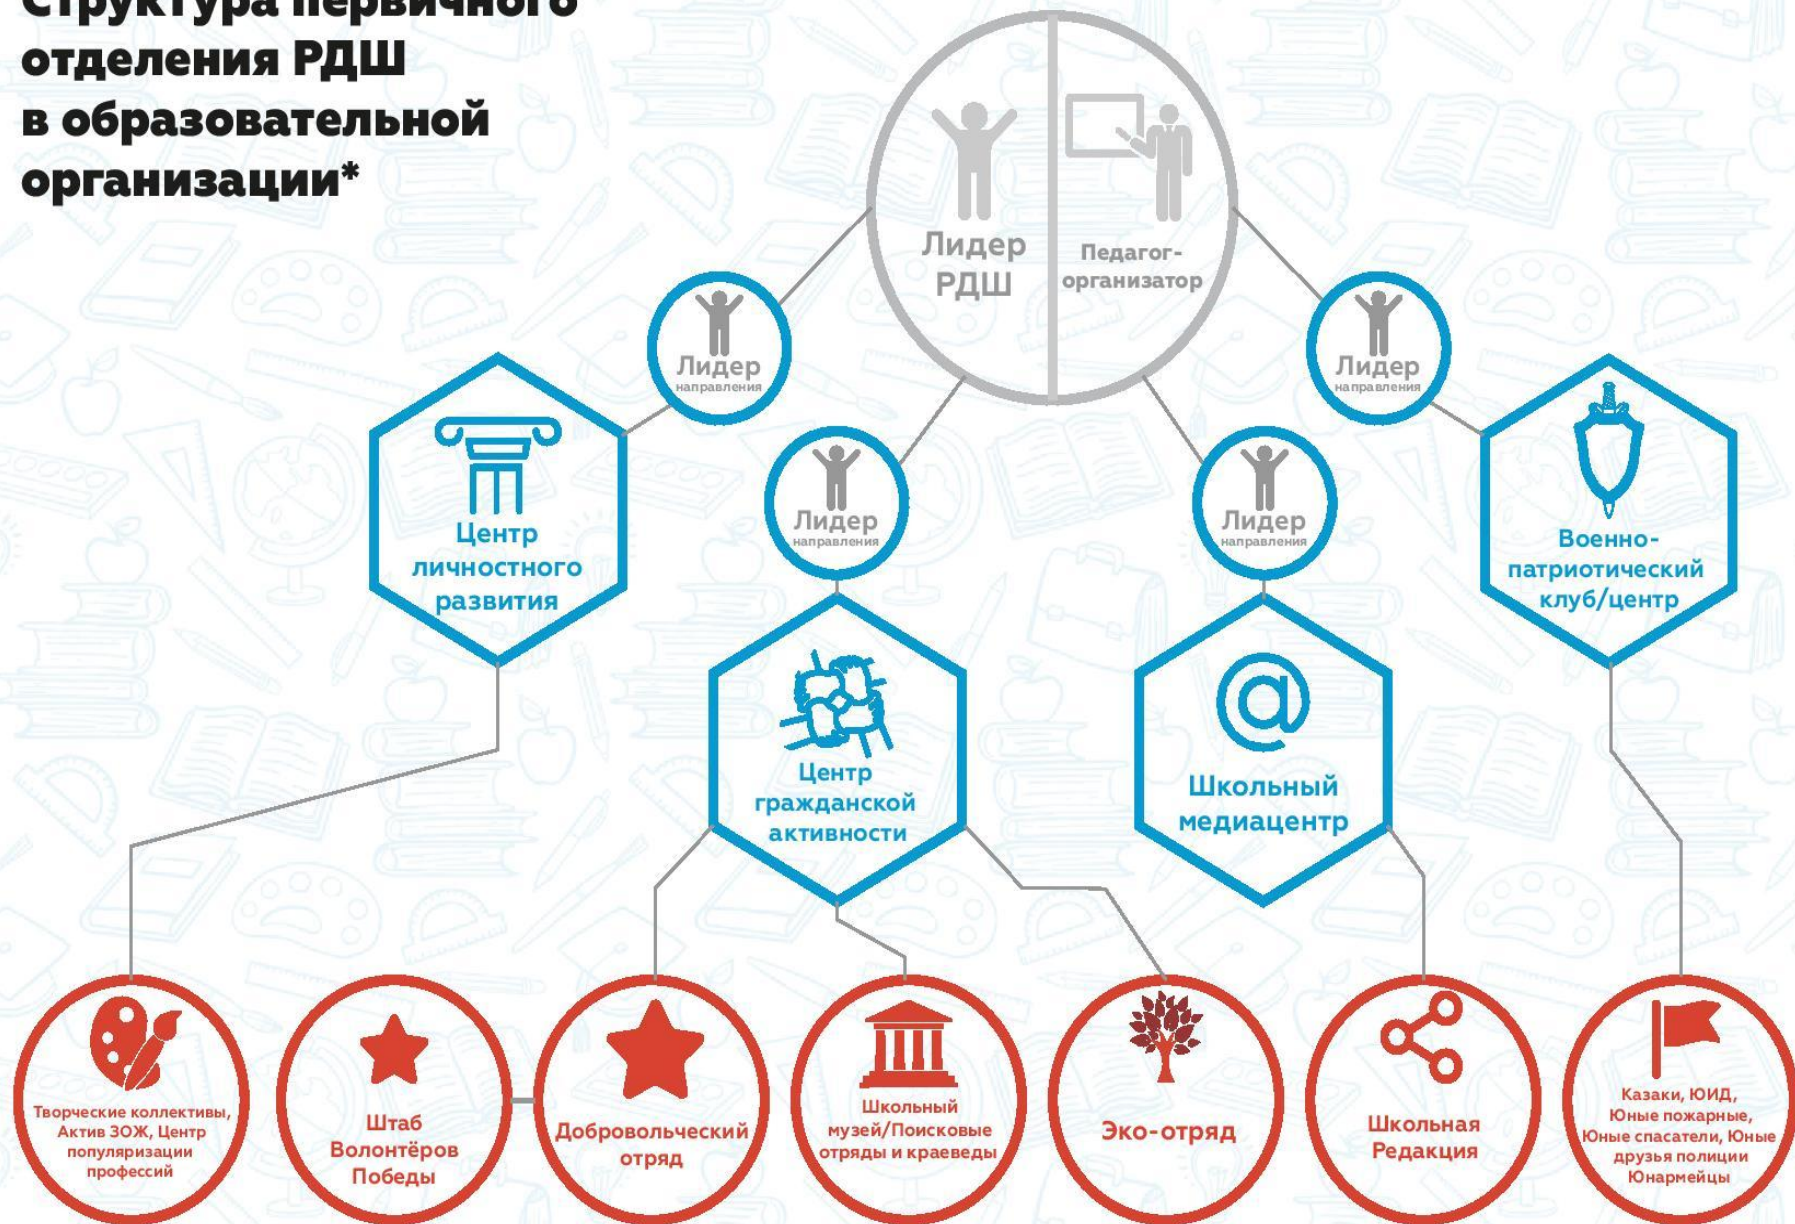 Структура первичного
отделения РДШ
в образовательной
организации*
Лидер
РДШ
Педагог-
организатор
Лидер
направления
Лидер
направления
Лидер
направления
Лидер
направления
Центр
личностного
развития
Центр
гражданской
активности
@
Школьный
медиацентр
Военно-
патриотический
клуб/центр
Творческие коллективы,
Актив ЗОЖ, Центр
популяризации
профессий
Штаб
Волонтёров
Победы
Добровольческий
отряд
Школьный
музей/Поисковые
отряды и краеведы
Эко-отряд
Школьная
Редакция
Казаки, ЮИД,
Юные пожарные,
Юные спасатели, Юные
друзья полиции
Юнармейцы